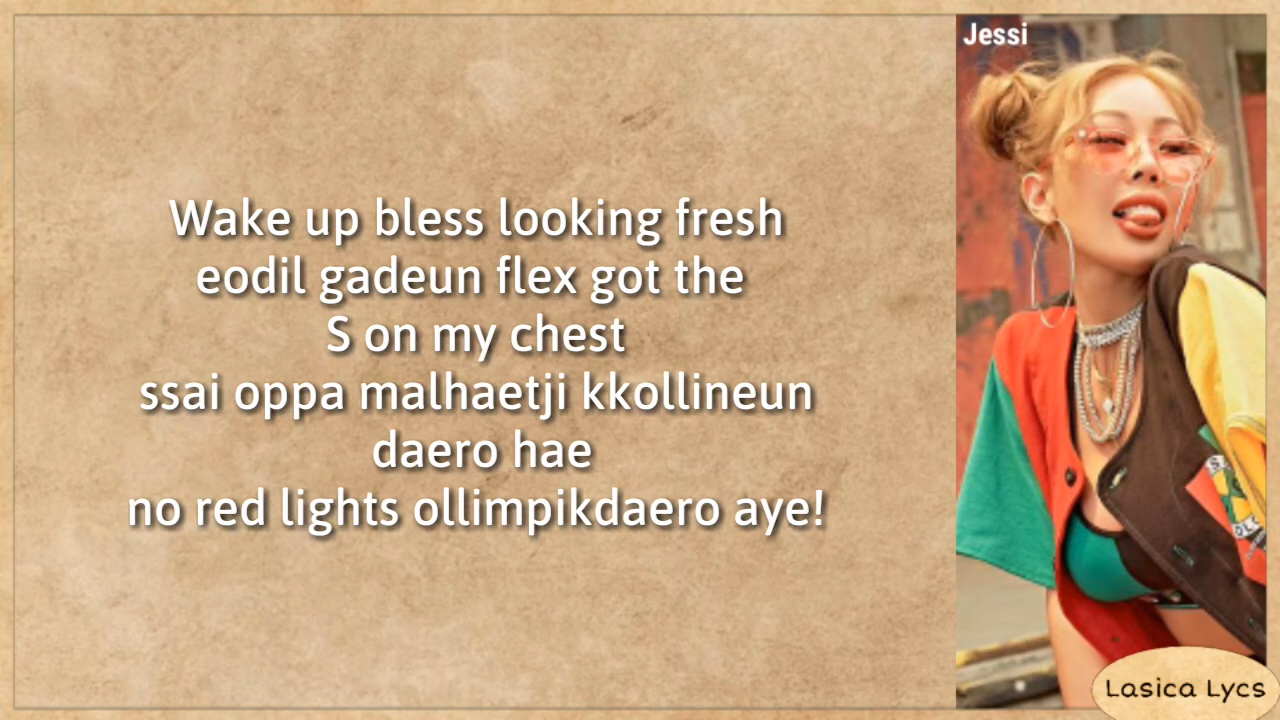 Jessi
Wake up bless looking fresh
eodil gadeun flex got the
S on my chest
ssai oppa malhaetji kkollineun
daero hae
no red lights ollimpikdaero aye!
Lasica Lycs